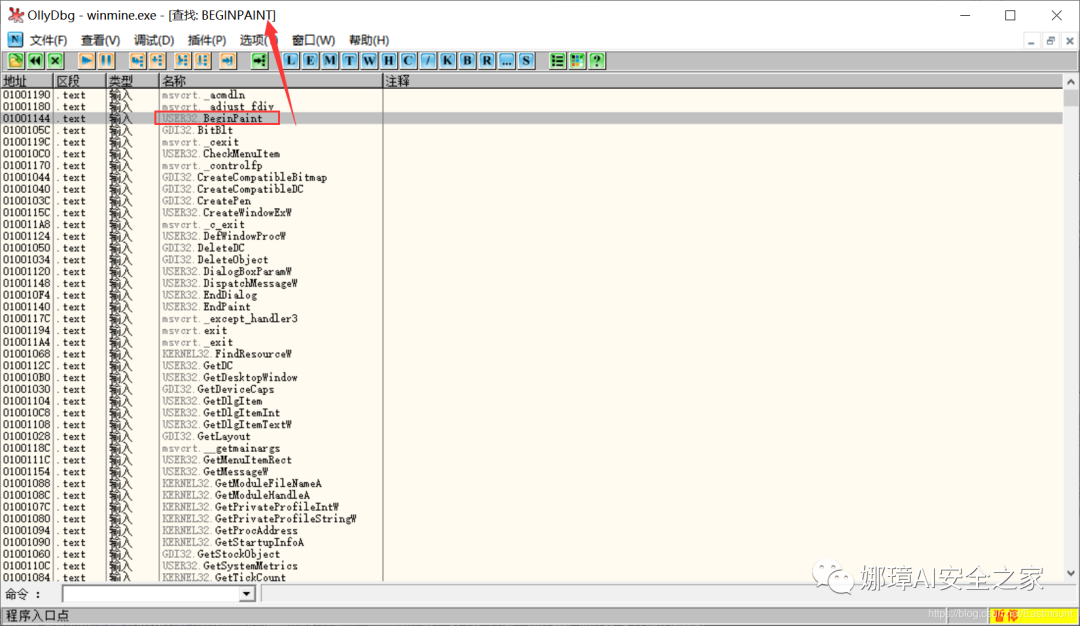 OllyDbg - winmine.exe - [查找: BEGINPAINT]
文件(F) 查看(V) 调试(D) 插件(P) 选项( 窗口(W) 帮助(H)
L E M T W H C / K B R ... S ?
地址 区段 类型 名称 注释
01001190 .text 输入 msvcrt._acmdln
01001180 .text 输入 msvcrt._adjust_fdiv
01001144 .text 输入 USER32.BeginPaint
0100105C .text 输入 GDI32.BitBlt
0100119C .text 输入 msvcrt._cexit
010010C0 .text 输入 USER32.CheckMenuItem
01001170 .text 输入 msvcrt._controlfp
01001044 .text 输入 GDI32.CreateCompatibleBitmap
01001040 .text 输入 GDI32.CreateCompatibleDC
0100103C .text 输入 GDI32.CreatePen
0100115C .text 输入 USER32.CreateWindowExW
010011A8 .text 输入 msvcrt._c_exit
01001124 .text 输入 USER32.DefWindowProcW
01001050 .text 输入 GDI32.DeleteDC
01001034 .text 输入 GDI32.DeleteObject
01001120 .text 输入 USER32.DialogBoxParamW
01001148 .text 输入 USER32.DispatchMessageW
010010F4 .text 输入 USER32.EndDialog
01001140 .text 输入 USER32.EndPaint
0100117C .text 输入 msvcrt._except_handler3
01001194 .text 输入 msvcrt.exit
010011A4 .text 输入 msvcrt._exit
01001068 .text 输入 KERNEL32.FindResourceW
0100112C .text 输入 USER32.GetDC
010010B0 .text 输入 USER32.GetDesktopWindow
01001030 .text 输入 GDI32.GetDeviceCaps
01001104 .text 输入 USER32.GetDlgItem
010010C8 .text 输入 USER32.GetDlgItemInt
01001108 .text 输入 USER32.GetDlgItemTextW
01001028 .text 输入 GDI32.GetLayout
0100118C .text 输入 msvcrt.__getmainargs
0100111C .text 输入 USER32.GetMenuItemRect
01001154 .text 输入 USER32.GetMessageW
01001088 .text 输入 KERNEL32.GetModuleFileNameA
0100108C .text 输入 KERNEL32.GetModuleHandleA
0100107C .text 输入 KERNEL32.GetPrivateProfileIntW
01001080 .text 输入 KERNEL32.GetPrivateProfileStringW
01001094 .text 输入 KERNEL32.GetProcAddress
01001090 .text 输入 KERNEL32.GetStartupInfoA
01001060 .text 输入 GDI32.GetStockObject
0100110C .text 输入 USER32.GetSystemMetrics
01001084 .text 输入 KERNEL32.GetTickCount
娜璋AI安全之家
命令 :
程序入口点 暂停